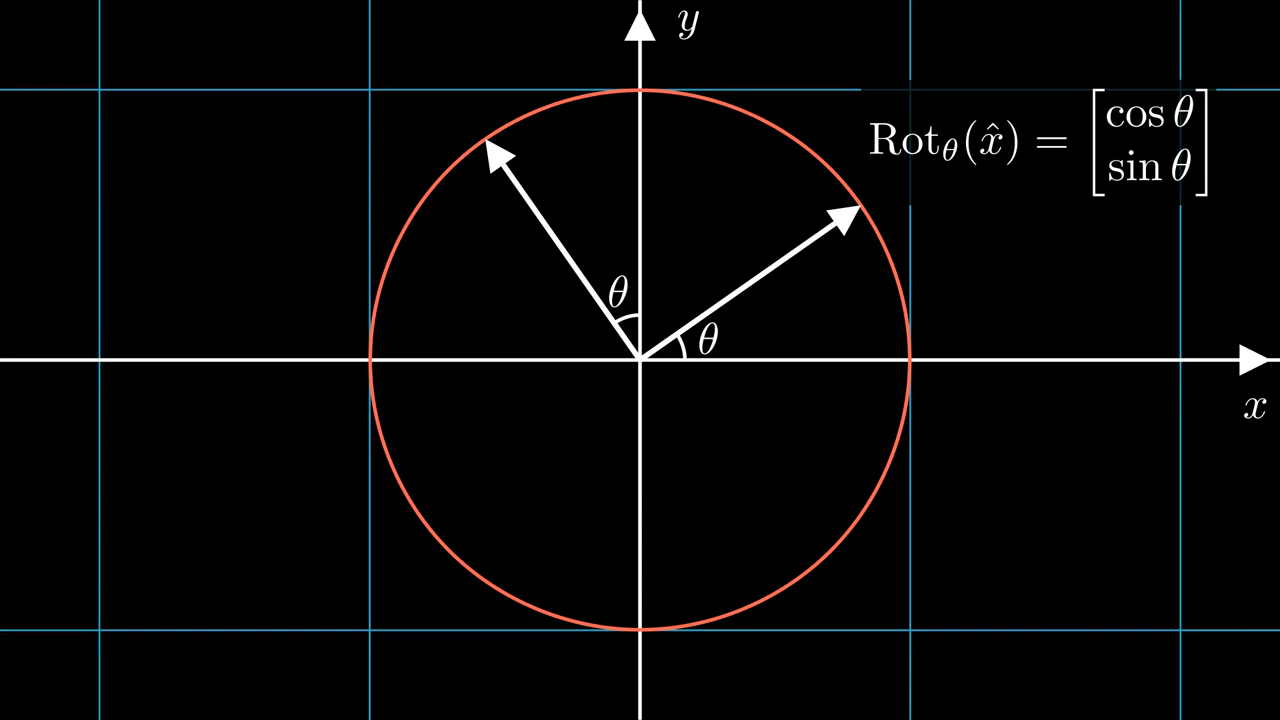 y
Rot_θ(x̂) = [cos θ
sin θ]
θ
θ
x